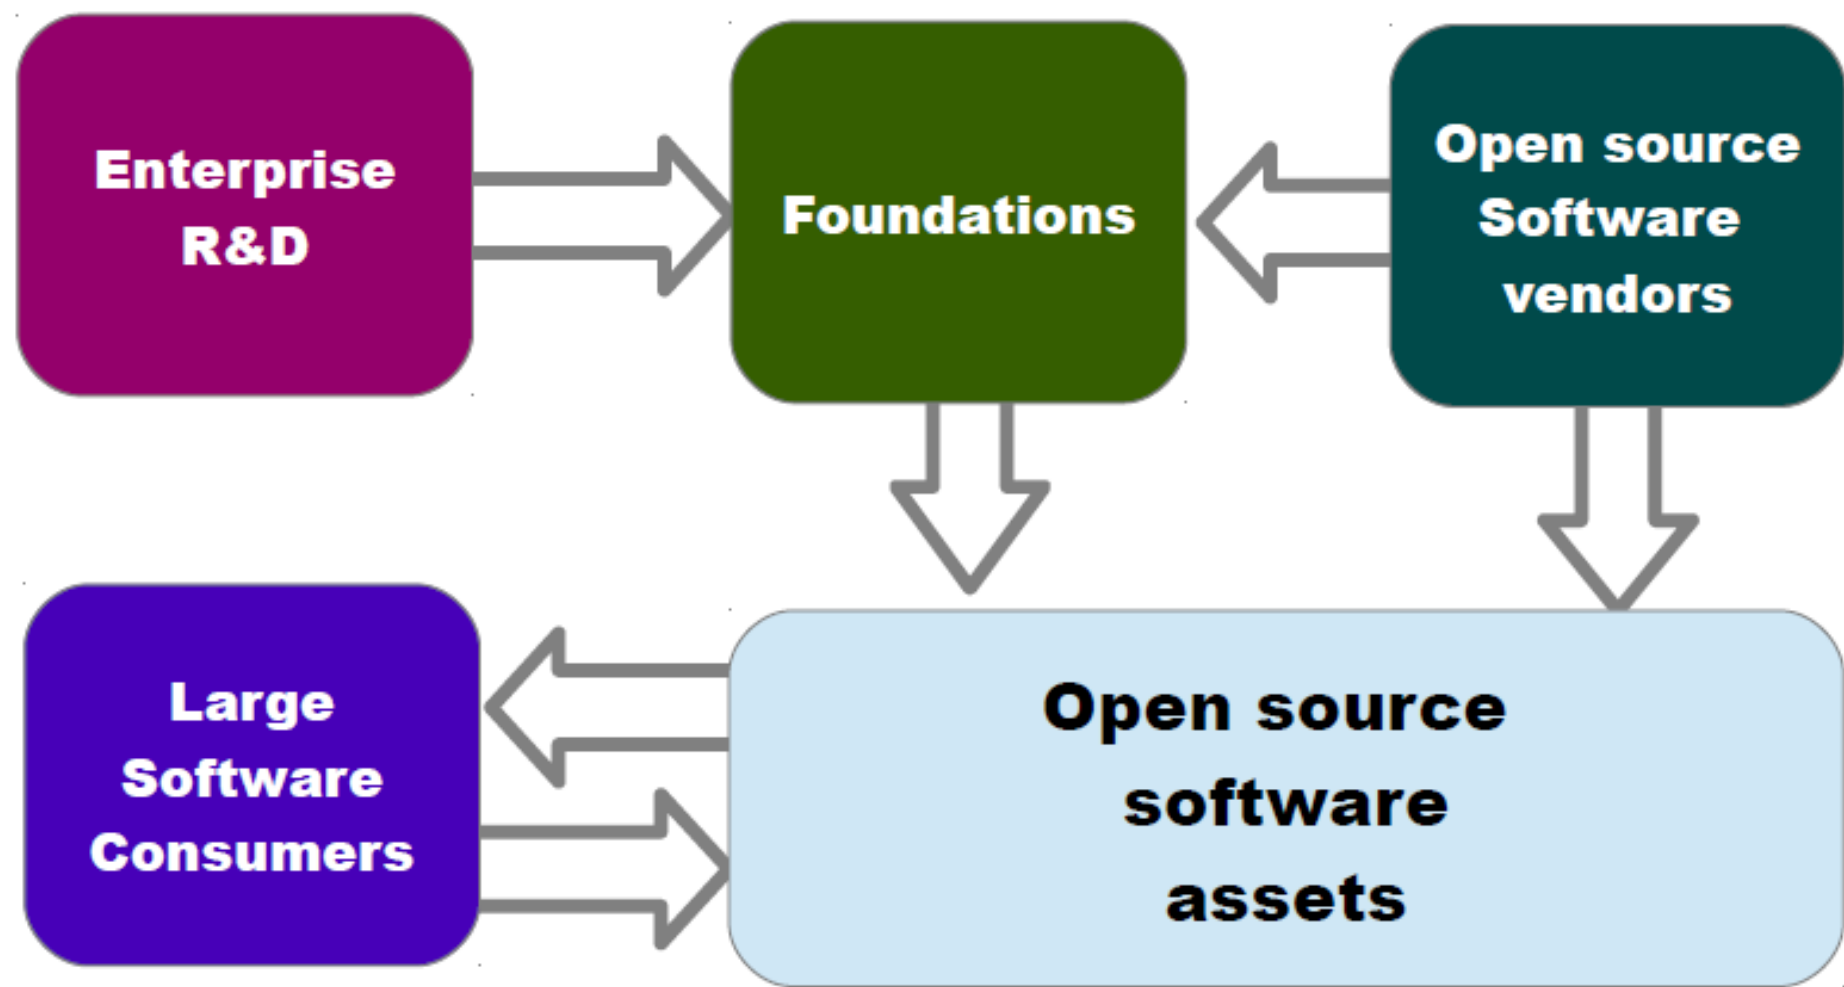 Enterprise
R&D
Foundations
Open source
Software
vendors
Large
Software
Consumers
Open source
software
assets